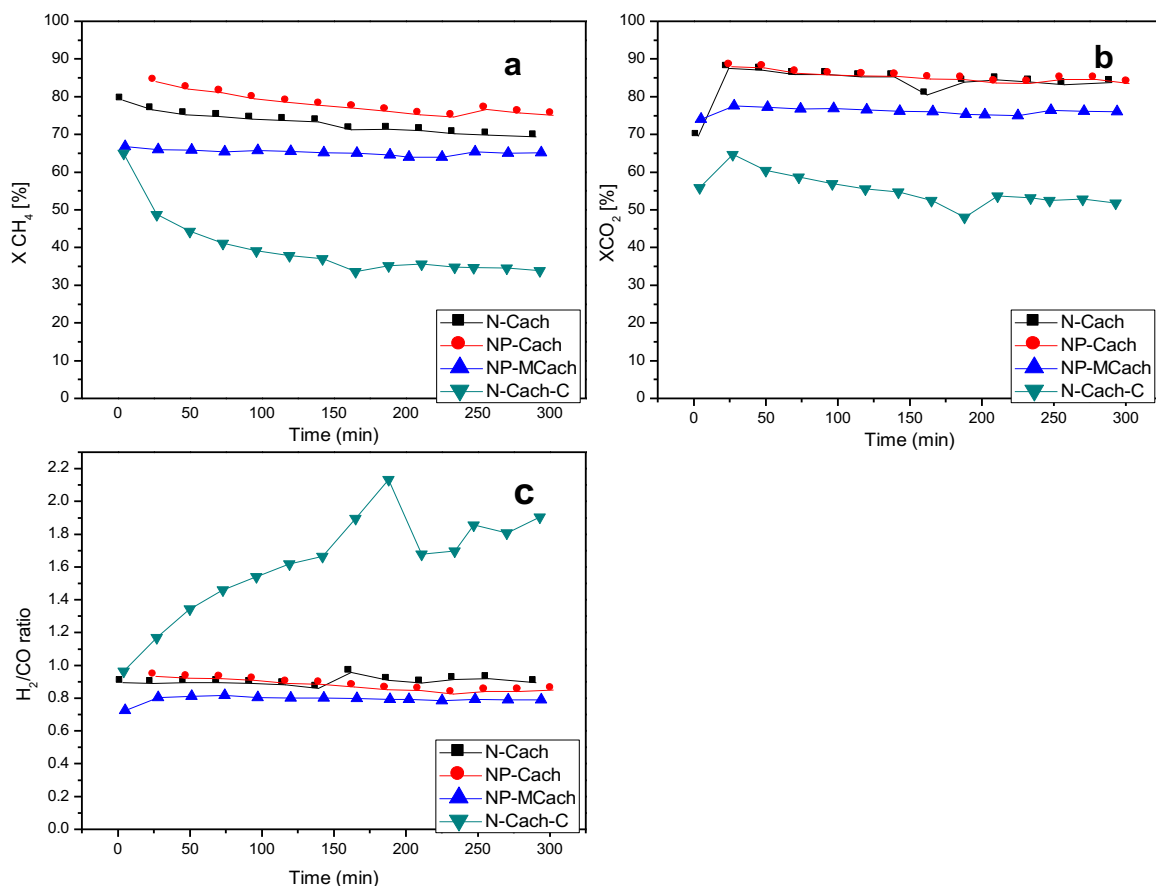 a
X CH4 [%]
100
90
80
70
60
50
40
30
20
10
0
N-Cach
NP-Cach
NP-MCach
N-Cach-C
0 50 100 150 200 250 300
Time (min)
b
XCO2 [%]
100
90
80
70
60
50
40
30
20
10
0
N-Cach
NP-Cach
NP-MCach
N-Cach-C
0 50 100 150 200 250 300
Time (min)
c
H2/CO ratio
2.2
2.0
1.8
1.6
1.4
1.2
1.0
0.8
0.6
0.4
0.2
0.0
N-Cach
NP-Cach
NP-MCach
N-Cach-C
0 50 100 150 200 250 300
Time (min)